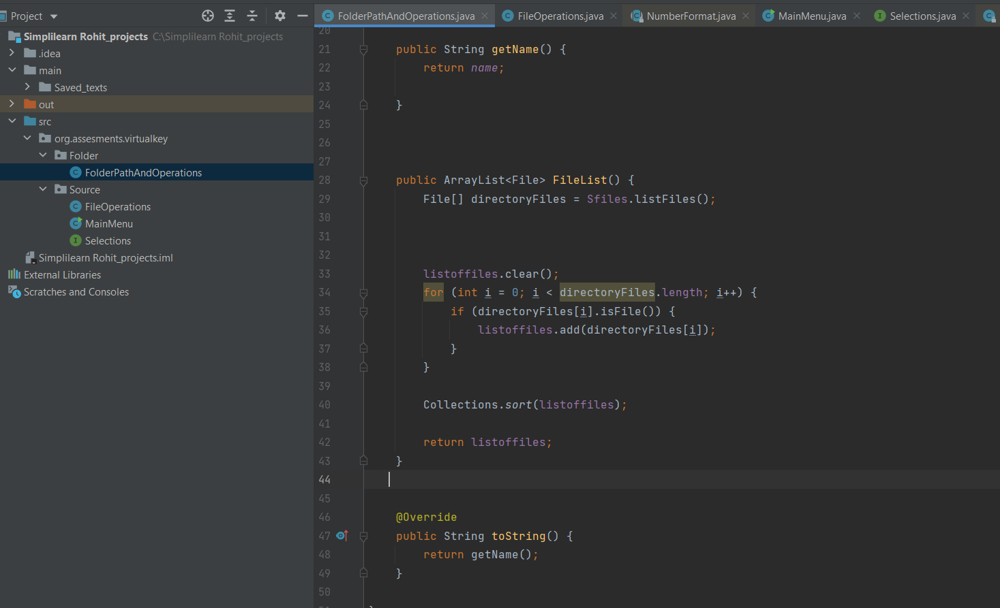 Project
Simplilearn Rohit_projects C:\Simplilearn Rohit_projects
.idea
main
Saved_texts
out
src
org.assesments.virtualkey
Folder
FolderPathAndOperations
Source
FileOperations
MainMenu
Selections
Simplilearn Rohit_projects.iml
External Libraries
Scratches and Consoles
FolderPathAndOperations.java FileOperations.java NumberFormat.java MainMenu.java Selections.java
20
21 public String getName() {
22 return name;
23
24 }
25
26
27
28 public ArrayList<File> FileList() {
29 File[] directoryFiles = Sfiles.listFiles();
30
31
32
33 listoffiles.clear();
34 for (int i = 0; i < directoryFiles.length; i++) {
35 if (directoryFiles[i].isFile()) {
36 listoffiles.add(directoryFiles[i]);
37 }
38 }
39
40 Collections.sort(listoffiles);
41
42 return listoffiles;
43 }
44
45
46 @Override
47 public String toString() {
48 return getName();
49 }
50